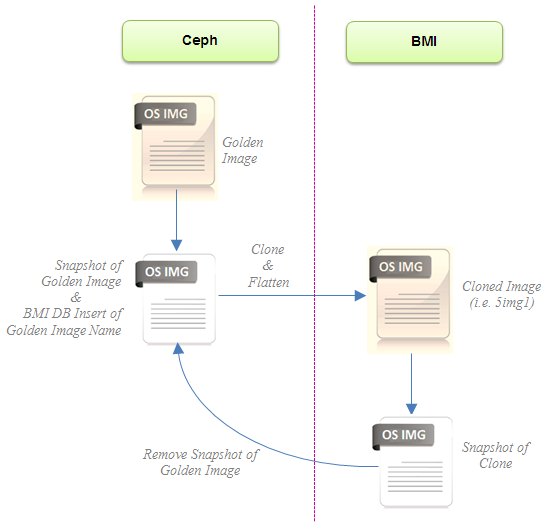 Ceph
BMI
OS IMG
Golden
Image
Snapshot of
Golden Image
&
BMI DB Insert of
Golden Image Name
OS IMG
Clone
&
Flatten
OS IMG
Cloned Image
(i.e. 5img1)
Remove Snapshot of
Golden Image
OS IMG
Snapshot of
Clone